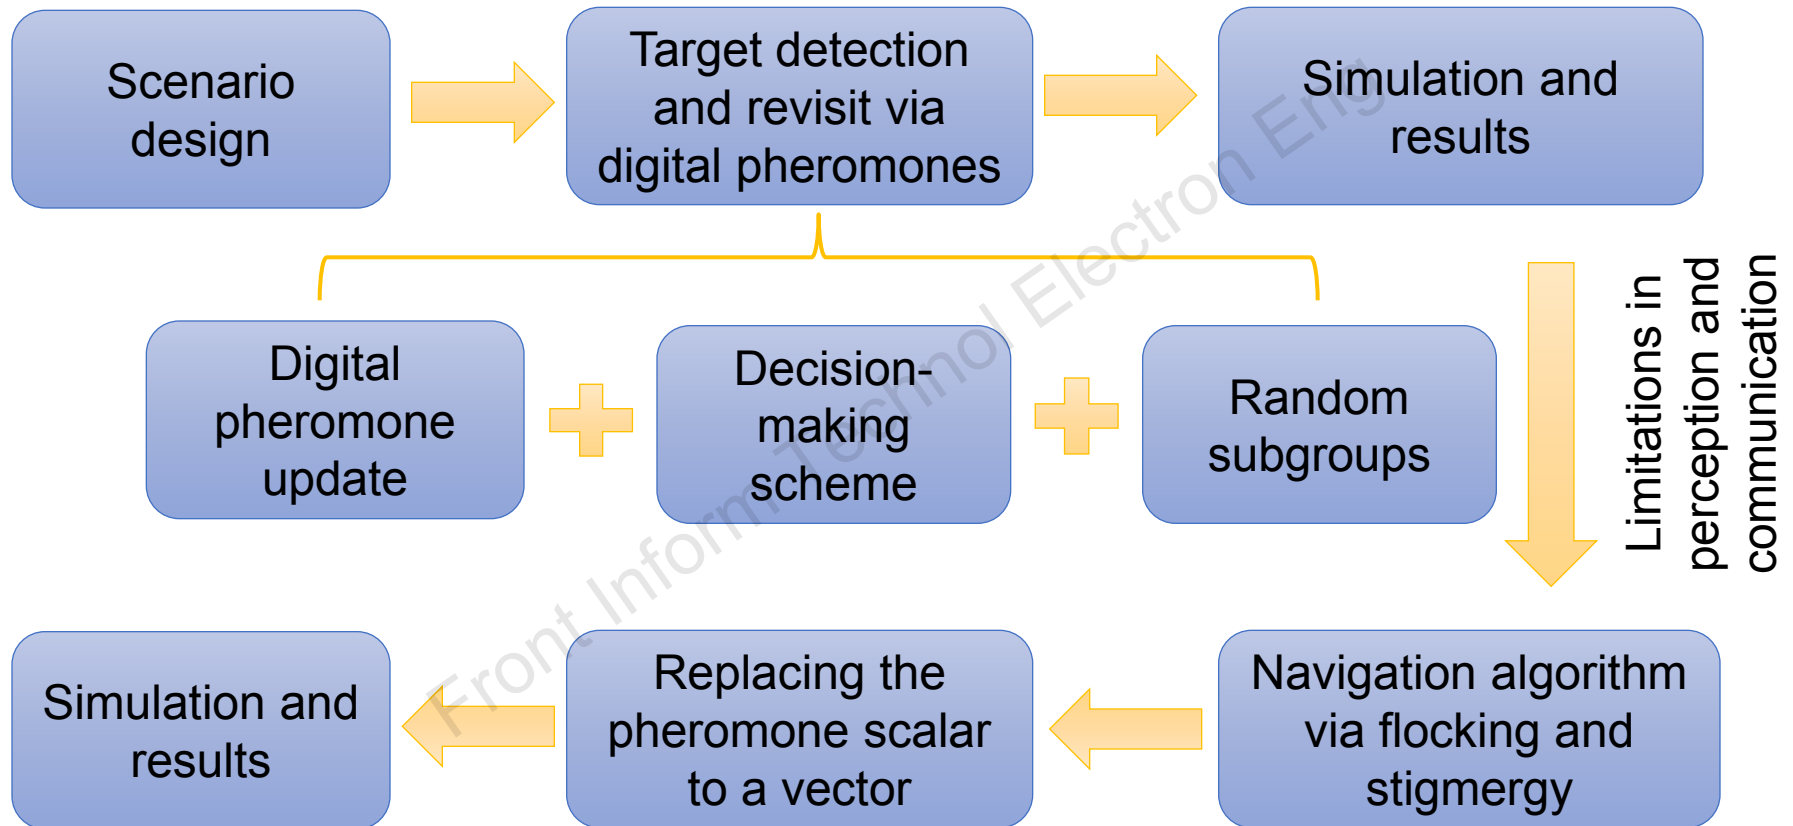 Scenario
design
Target detection
and revisit via
digital pheromones
Simulation and
results
Digital
pheromone
update
Decision-
making
scheme
Random
subgroups
Limitations in
perception and
communication
Simulation and
results
Replacing the
pheromone scalar
to a vector
Navigation algorithm
via flocking and
stigmergy
Front Inform Technol Electron Eng